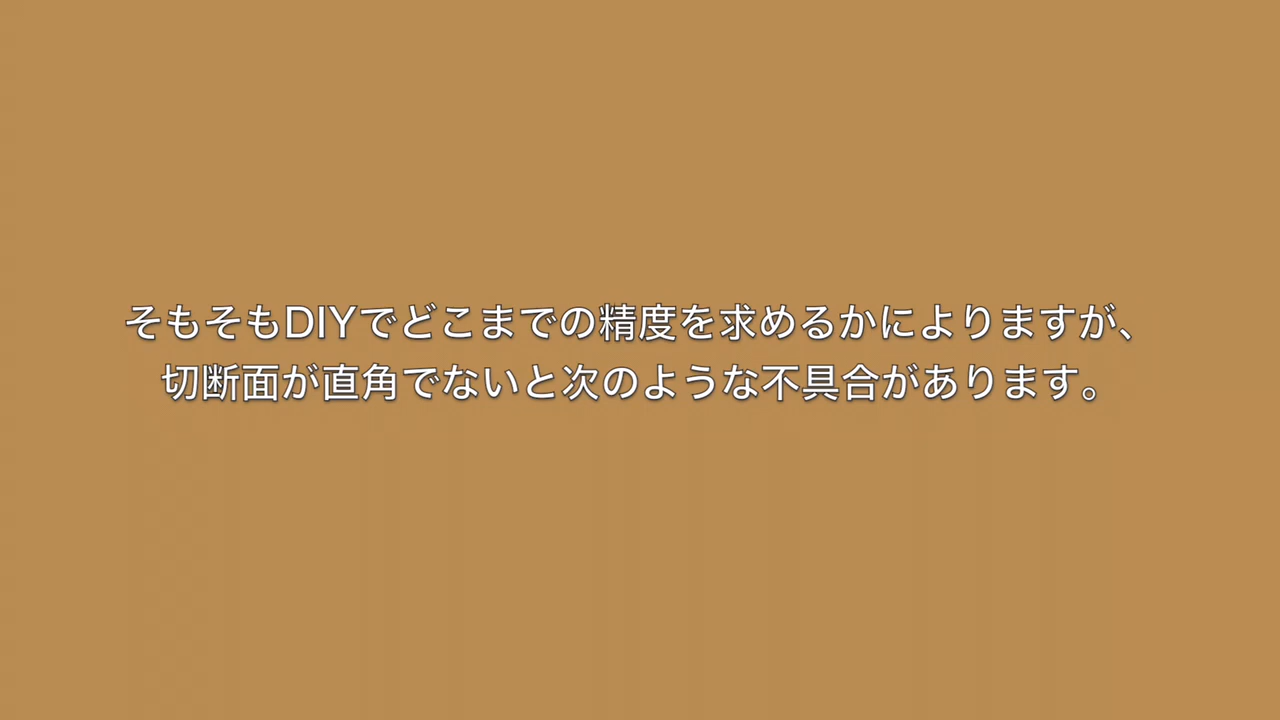 そもそもDIYでどこまでの精度を求めるかによりますが、
切断面が直角でないと次のような不具合があります。